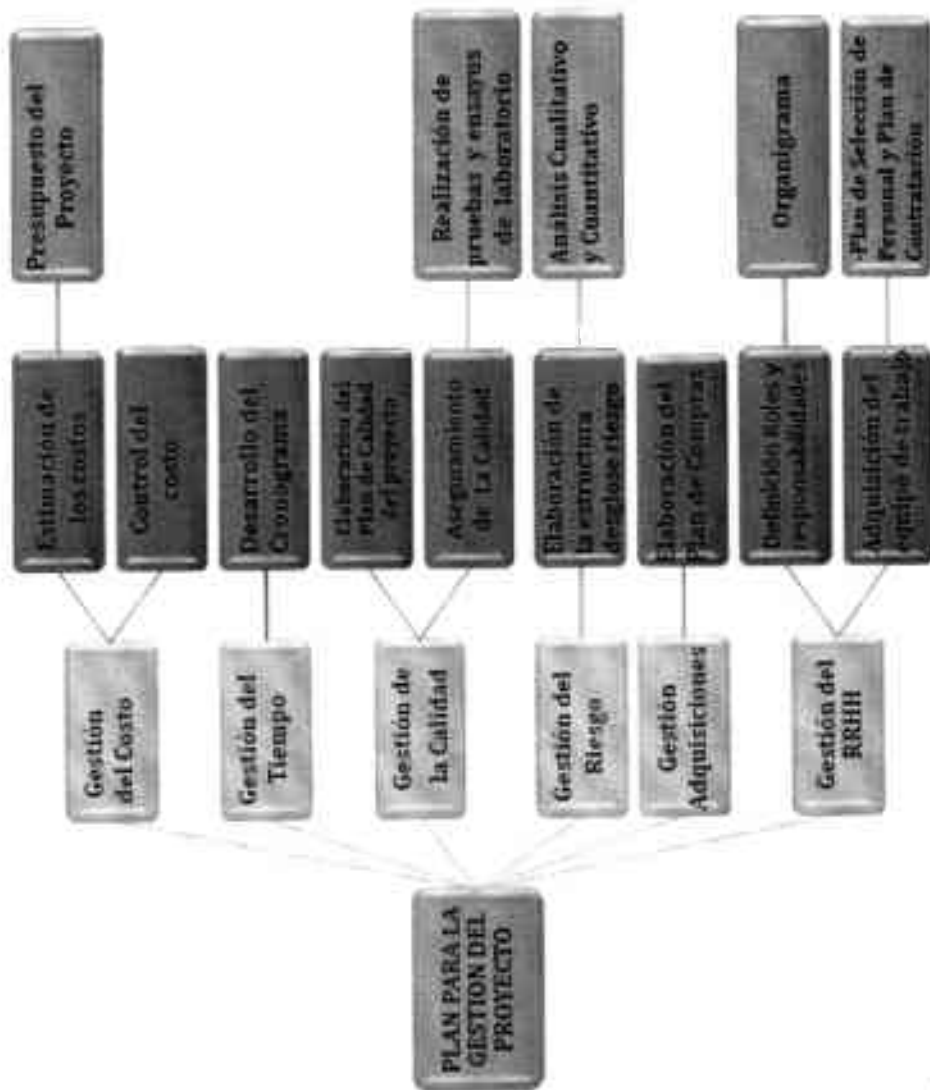 PLAN PARA LA
GESTION DEL
PROYECTO
Gestión
del Costo
Gestión del
Tiempo
Gestión de
la Calidad
Gestión del
Riesgo
Gestión
Adquisiciones
Gestión del
RRHH
Estimación de
los costos
Control del
costo
Desarrollo del
Cronograma
Elaboración del
Plan de Calidad
del proyecto
Aseguramiento
de La Calidad
Elaboración de
la estructura
desglose riesgo
Elaboración del
Plan de Compras
Definición Roles y
responsabilidades
Adquisición del
equipo de trabajo
Presupuesto del
Proyecto
Realización de
pruebas y ensayos
de laboratorio
Análisis Cualitativo
y Cuantitativo
Organigrama
-Plan de Selección de
Personal y Plan de
Contratación